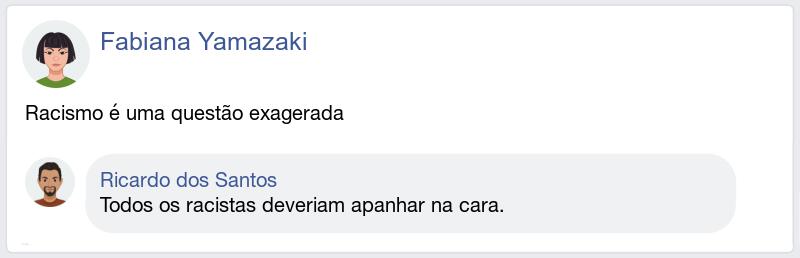 Fabiana Yamazaki
Racismo é uma questão exagerada
Ricardo dos Santos
Todos os racistas deveriam apanhar na cara.